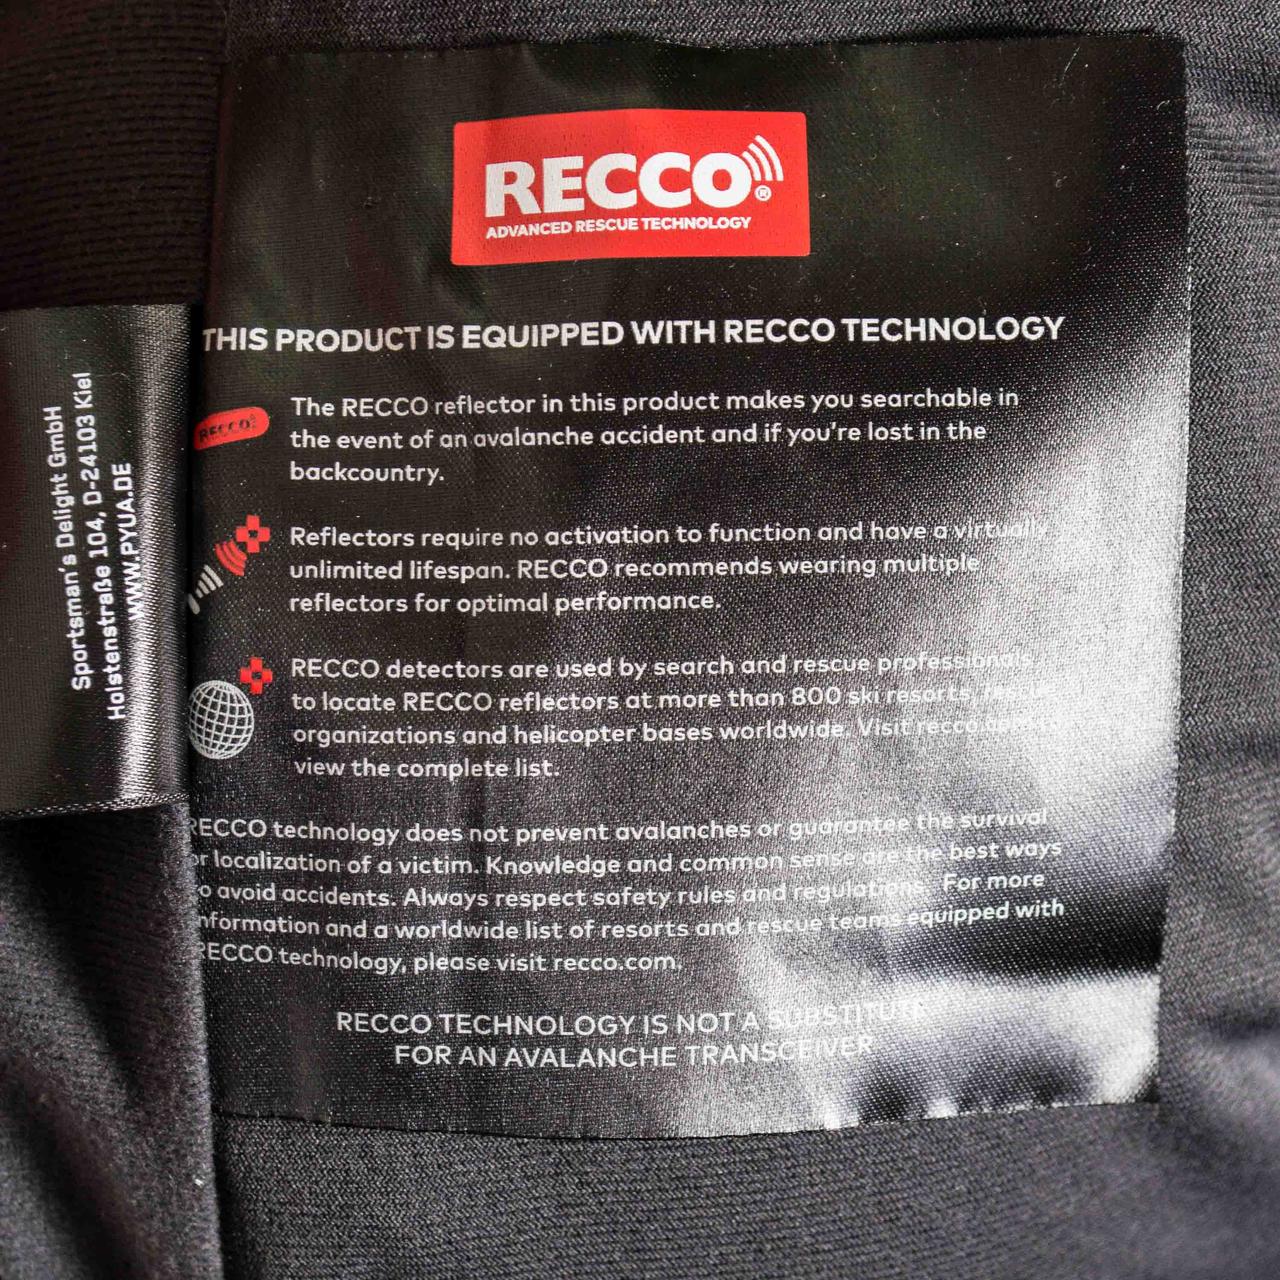 RECCO®
ADVANCED RESCUE TECHNOLOGY
THIS PRODUCT IS EQUIPPED WITH RECCO TECHNOLOGY
RECCO®
The RECCO reflector in this product makes you searchable in
the event of an avalanche accident and if you're lost in the
backcountry.
Reflectors require no activation to function and have a
unlimited lifespan. RECCO recommends wearing multiple
reflectors for optimal performance.
RECCO detectors are used by search and rescue professionals
to locate RECCO reflectors at more than 800 ski resorts, rescue
organizations and helicopter bases worldwide. Visit
view the complete list.
RECCO technology does not prevent avalanches or guarantee the survival
or localization of a victim. Knowledge and common sense are the best ways
o avoid accidents. Always respect safety rules and regulations. For more
nformation and a worldwide list of resorts and rescue teams equipped with
RECCO technology, please visit recco.com.
RECCO TECHNOLOGY IS NOT A SUBSTITUTE
FOR AN AVALANCHE TRANSCEIVER
Sportsman's Delight GmbH
Holstenstraße 104, D-24103 Kiel
WWW.PYUA.DE